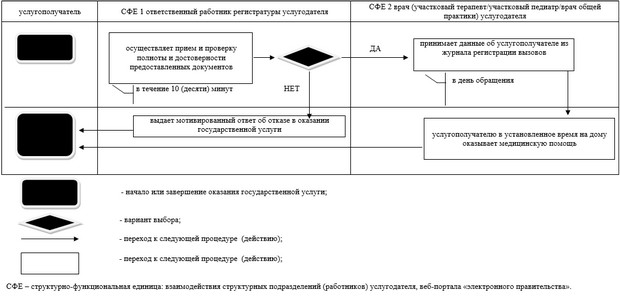 услугополучатель
СФЕ 1 ответственный работник регистратуры услугодателя
СФЕ 2 врач (участковый терапевт/участковый педиатр/врач общей
практики) услугодателя
осуществляет прием и проверку
полноты и достоверности
предоставленных документов
в течение 10 (десяти) минут
ДА
НЕТ
принимает данные об услугополучателе из
журнала регистрации вызовов
в день обращения
выдает мотивированный ответ об отказе в оказании
государственной услуги
услугополучателю в установленное время на дому
оказывает медицинскую помощь
- начало или завершение оказания государственной услуги;
- вариант выбора;
- переход к следующей процедуре (действию);
- переход к следующей процедуре (действию);
СФЕ – структурно-функциональная единица: взаимодействия структурных подразделений (работников) услугодателя, веб-портала «электронного правительства».